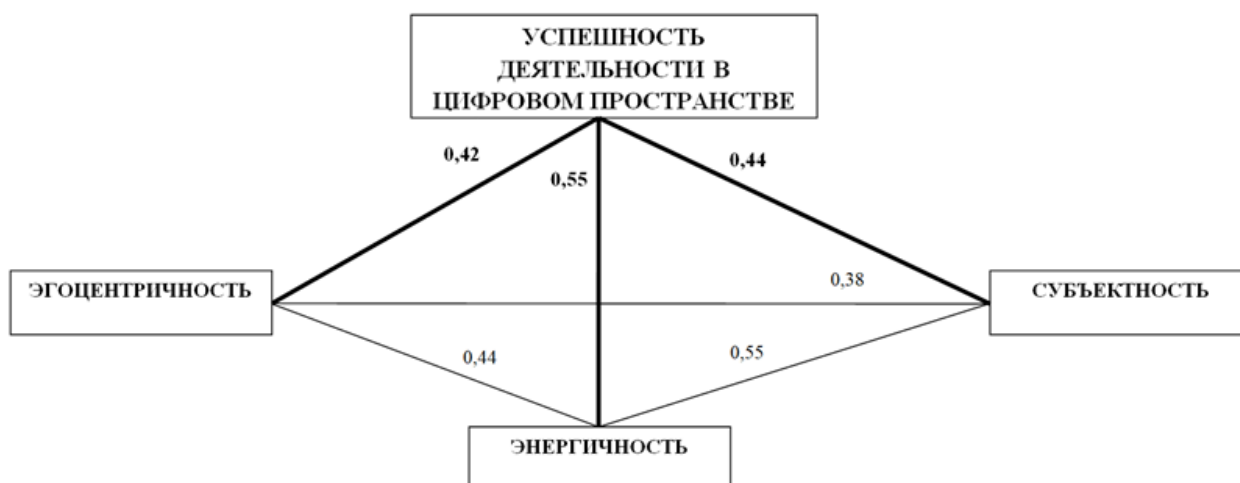 УСПЕШНОСТЬ
ДЕЯТЕЛЬНОСТИ В
ЦИФРОВОМ ПРОСТРАНСТВЕ
0,42
0,55
0,44
ЭГОЦЕНТРИЧНОСТЬ
0,38
СУБЪЕКТНОСТЬ
0,44
0,55
ЭНЕРГИЧНОСТЬ